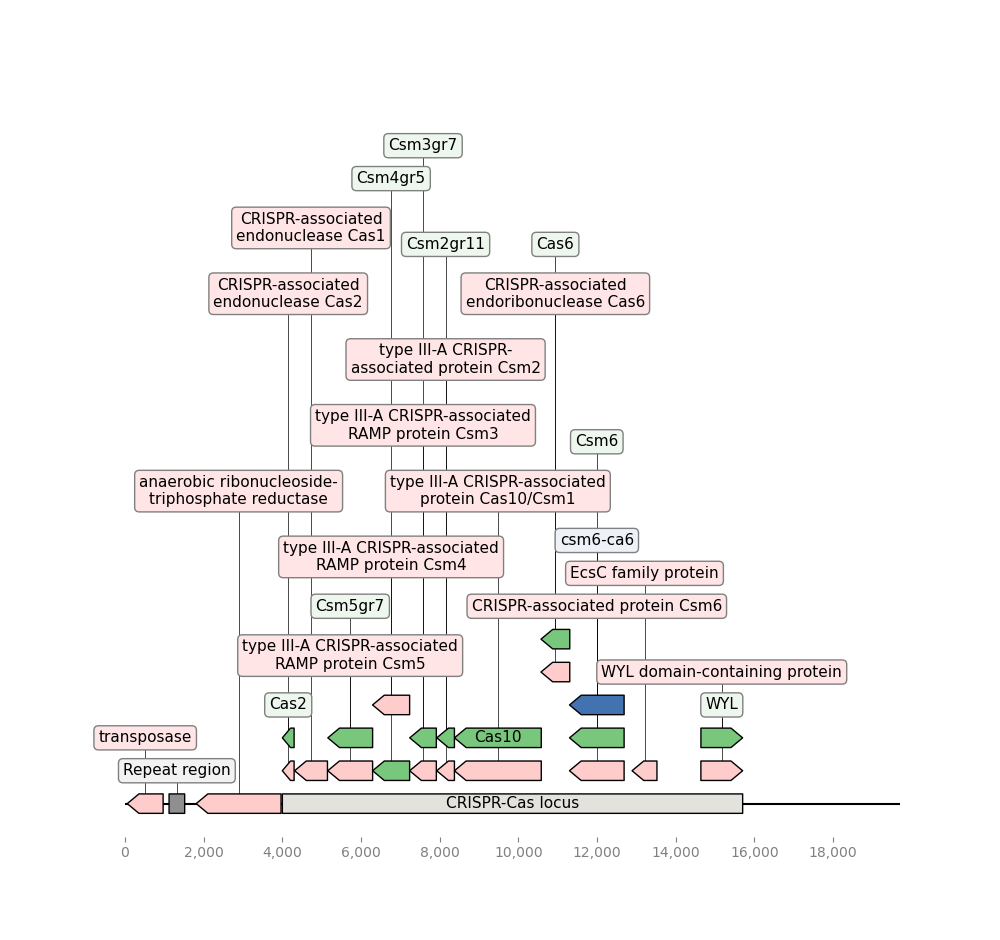 Csm3gr7
Csm4gr5
CRISPR-associated
endonuclease Cas1
Csm2gr11
Cas6
CRISPR-associated
endonuclease Cas2
CRISPR-associated
endoribonuclease Cas6
type III-A CRISPR-
associated protein Csm2
type III-A CRISPR-associated
RAMP protein Csm3
Csm6
anaerobic ribonucleoside-
triphosphate reductase
type III-A CRISPR-associated
protein Cas10/Csm1
csm6-ca6
type III-A CRISPR-associated
RAMP protein Csm4
EcsC family protein
Csm5gr7
CRISPR-associated protein Csm6
type III-A CRISPR-associated
RAMP protein Csm5
WYL domain-containing protein
Cas2
WYL
transposase
Cas10
Repeat region
CRISPR-Cas locus
0
2,000
4,000
6,000
8,000
10,000
12,000
14,000
16,000
18,000